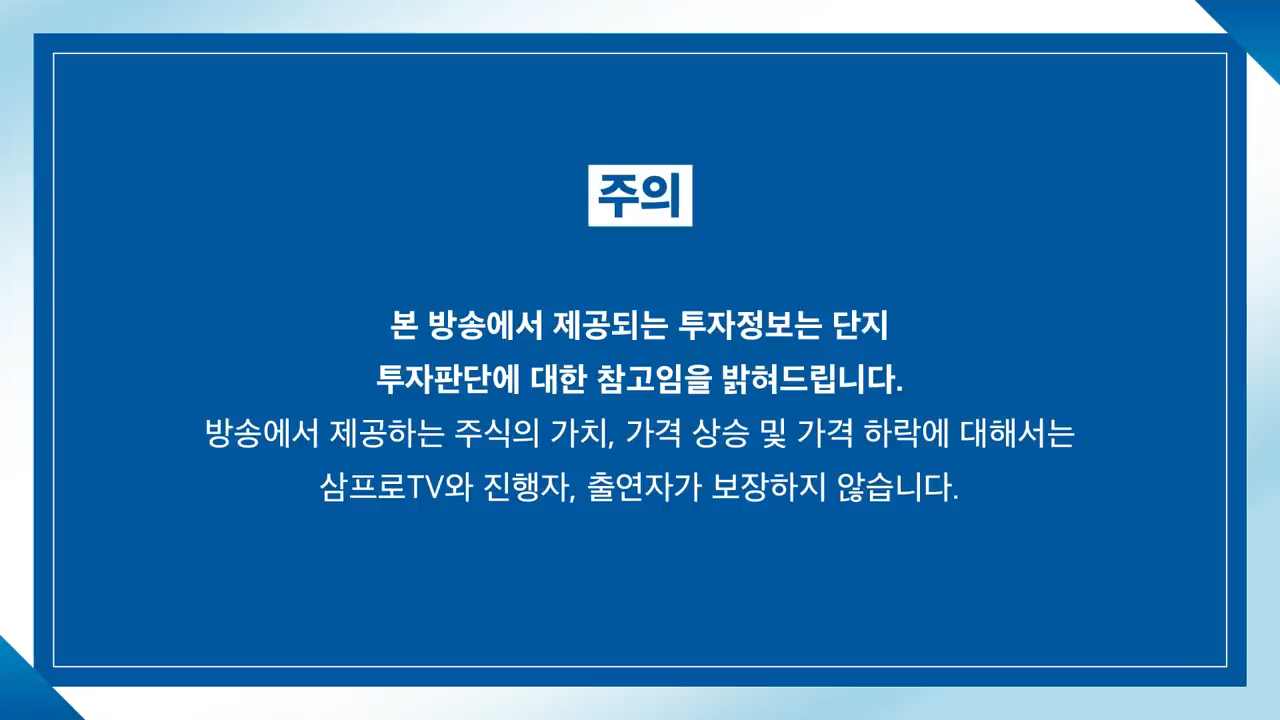 주의
본 방송에서 제공되는 투자정보는 단지
투자판단에 대한 참고임을 밝혀드립니다.
방송에서 제공하는 주식의 가치, 가격 상승 및 가격 하락에 대해서는
삼프로TV와 진행자, 출연자가 보장하지 않습니다.